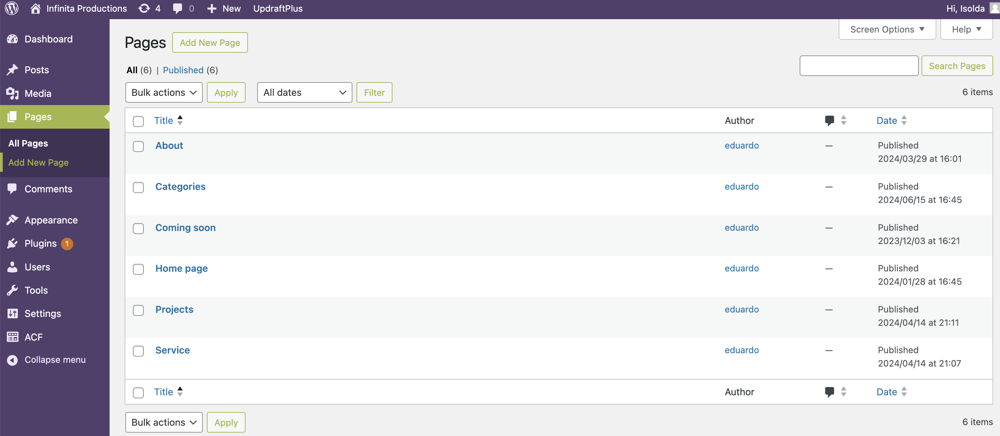 Infinita Productions 4 0 New UpdraftPlus Hi, Isolda
Screen Options Help
Dashboard
Posts
Media
Pages
All Pages
Add New Page
Comments
Appearance
Plugins 1
Users
Tools
Settings
ACF
Collapse menu
Pages Add New Page
All (6) | Published (6)
Search Pages
Bulk actions Apply All dates Filter 6 items
Title Author Date
About eduardo — Published
2024/03/29 at 16:01
Categories eduardo — Published
2024/06/15 at 16:45
Coming soon eduardo — Published
2023/12/03 at 16:21
Home page eduardo — Published
2024/01/28 at 16:45
Projects eduardo — Published
2024/04/14 at 21:11
Service eduardo — Published
2024/04/14 at 21:07
Title Author Date
Bulk actions Apply 6 items